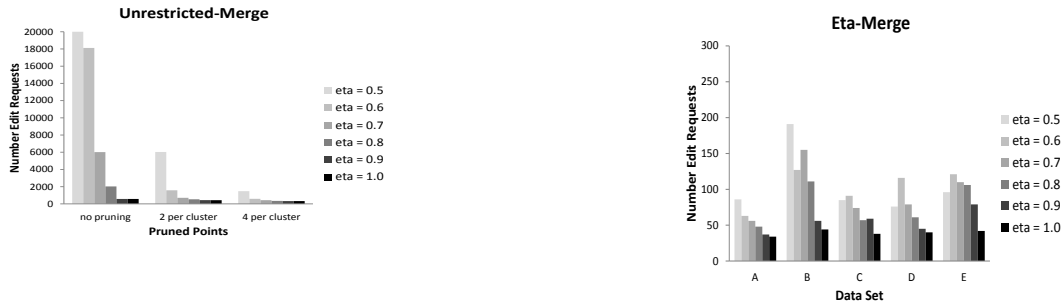 Unrestricted-Merge
Number Edit Requests
20000
18000
16000
14000
12000
10000
8000
6000
4000
2000
0
no pruning 2 per cluster 4 per cluster
Pruned Points
eta = 0.5
eta = 0.6
eta = 0.7
eta = 0.8
eta = 0.9
eta = 1.0
Eta-Merge
Number Edit Requests
300
250
200
150
100
50
0
A B C D E
Data Set
eta = 0.5
eta = 0.6
eta = 0.7
eta = 0.8
eta = 0.9
eta = 1.0